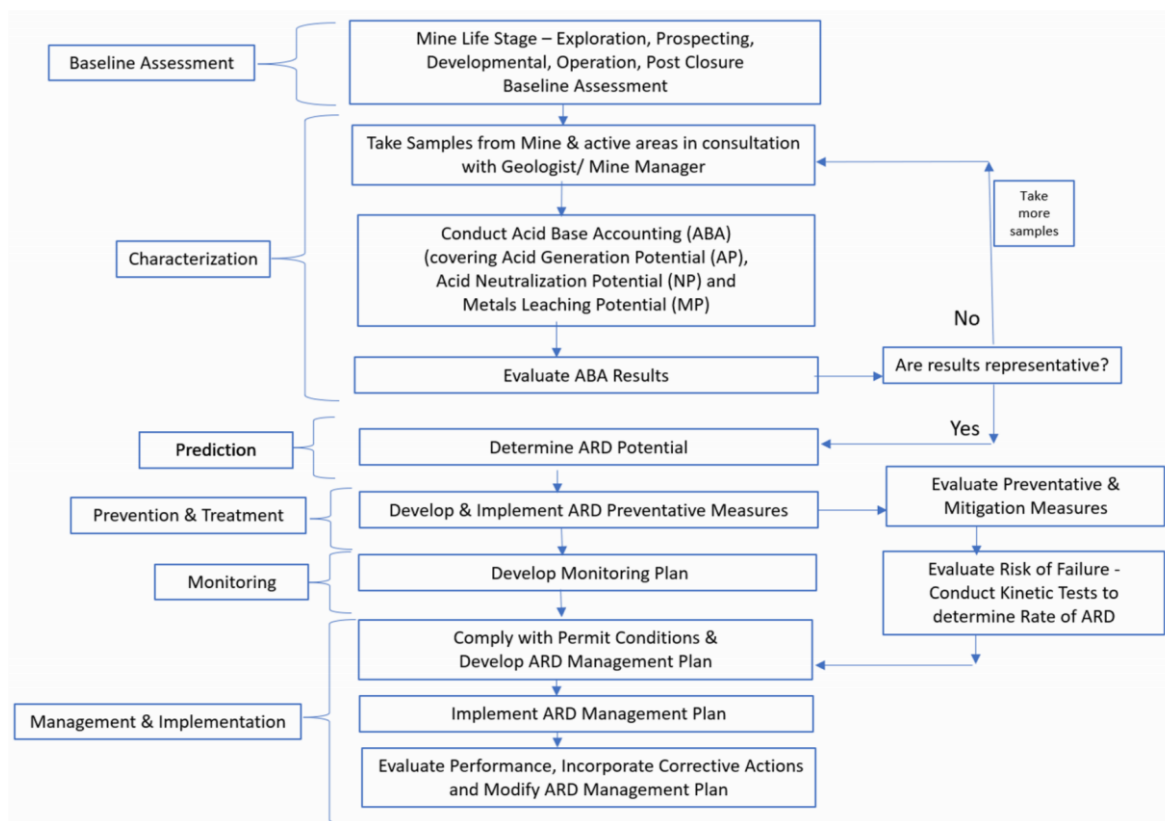 Baseline Assessment
Mine Life Stage – Exploration, Prospecting,
Developmental, Operation, Post Closure
Baseline Assessment
Characterization
Take Samples from Mine & active areas in consultation
with Geologist/ Mine Manager
Take
more
samples
Conduct Acid Base Accounting (ABA)
(covering Acid Generation Potential (AP),
Acid Neutralization Potential (NP) and
Metals Leaching Potential (MP)
No
Evaluate ABA Results
Are results representative?
Yes
Prediction
Determine ARD Potential
Prevention & Treatment
Develop & Implement ARD Preventative Measures
Evaluate Preventative &
Mitigation Measures
Monitoring
Develop Monitoring Plan
Evaluate Risk of Failure -
Conduct Kinetic Tests to
determine Rate of ARD
Management & Implementation
Comply with Permit Conditions &
Develop ARD Management Plan
Implement ARD Management Plan
Evaluate Performance, Incorporate Corrective Actions
and Modify ARD Management Plan